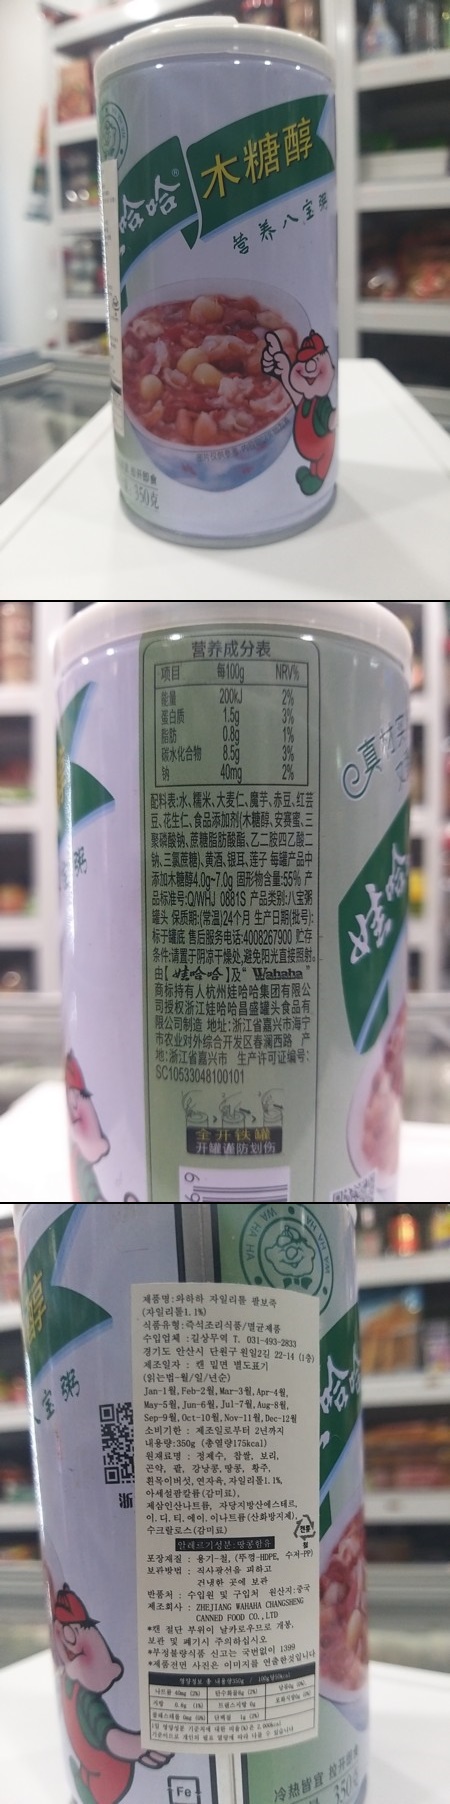 哈哈®
木糖醇
营养八宝粥
350克
营养成分表
项目 每100g NRV%
能量 200kJ 2%
蛋白质 1.5g 3%
脂肪 0.8g 1%
碳水化合物 8.5g 3%
钠 40mg 2%
配料表:水、糯米、大麦仁、魔芋、赤豆、红芸
豆、花生仁、食品添加剂(木糖醇、安赛蜜、三
聚磷酸钠、蔗糖脂肪酸酯、乙二胺四乙酸二
钠、三氯蔗糖)、黄酒、银耳、莲子 每罐产品中
添加木糖醇4.0g~7.0g 固形物含量:55% 产
品标准号:Q/WHJ 0881S 产品类别:八宝粥
罐头 保质期:(常温)24个月 生产日期(批号):
标于罐底 售后服务电话:4008267900 贮存
条件:请置于阴凉干燥处,避免阳光直接照射。
由【娃哈哈】及“Wahaha”
商标持有人杭州娃哈哈集团有限公
司授权浙江娃哈哈昌盛罐头食品有
限公司制造 地址:浙江省嘉兴市海宁
市农业对外综合开发区春澜西路 产
地:浙江省嘉兴市 生产许可证编号:
SC10533048100101
全开铁罐
开罐谨防划伤
娃哈
WA HA HA
八宝粥
제품명:와하하 자일리톨 팔보죽
(자일리톨1.1%)
식품유형:즉석조리식품/멸균제품
수입업체 :길상무역 T. 031-493-2833
경기도 안산시 단원구 원일2길 22-14 (1층)
제조일자 : 캔 밑면 별도표기
(읽는법-월/일/년순)
Jan-1월,Feb-2월,Mar-3월,Apr-4월,
May-5월,Jun-6월,Jul-7월,Aug-8월,
Sep-9월,Oct-10월,Nov-11월,Dec-12월
소비기한 : 제조일로부터 2년까지
내용량:350g (총열량175kcal)
원재료명 : 정제수, 찹쌀, 보리,
곤약, 팥, 강낭콩,땅콩, 황주,
흰목이버섯,연자육,자일리톨1.1%,
아세설팜칼륨(감미료),
제삼인산나트륨, 자당지방산에스테르,
이.디.티.에이.이나트륨(산화방지제),
수크랄로스(감미료)
알레르기성분:땅콩함유
포장재질 : 용기-철, (뚜껑-HDPE, 수저-PP)
보관방법 : 직사광선을 피하고
건냉한 곳에 보관
반품처 : 수입원 및 구입처 원산지:중국
제조회사 : ZHEJIANG WAHAHA CHANGSHENG
CANNED FOOD CO.,LTD
*캔 절단 부위이 날카로우므로 개봉,
보관 및 폐기시 주의하십시오
*부정불량식품 신고는 국번없이 1399
*제품전면 사진은 이미지를 연출한것입니다
Fe
冷热皆宜 拉开即食
350克